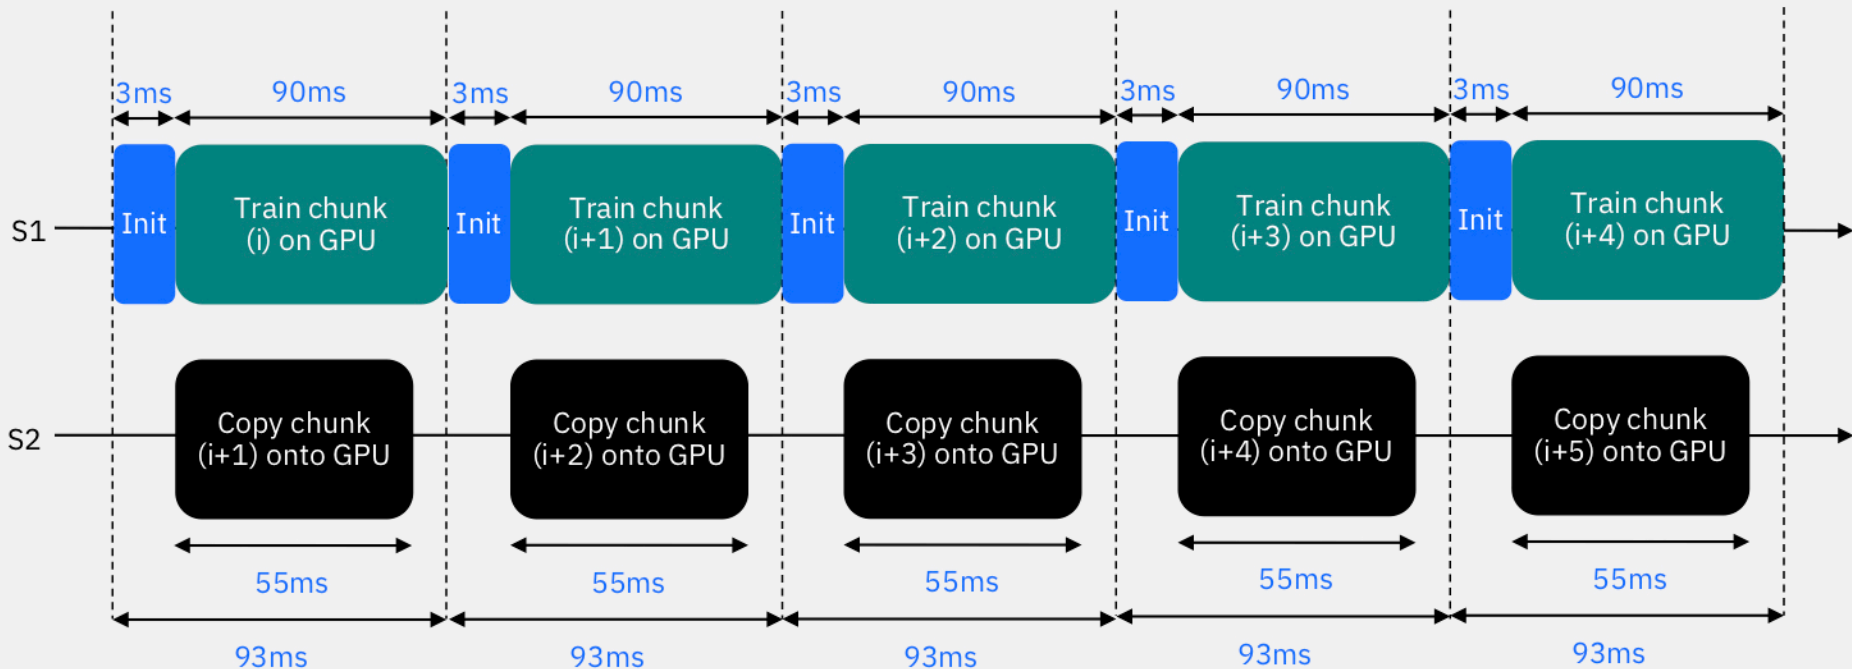 3ms 90ms 3ms 90ms 3ms 90ms 3ms 90ms 3ms 90ms
S1
Init
Train chunk
(i) on GPU
Init
Train chunk
(i+1) on GPU
Init
Train chunk
(i+2) on GPU
Init
Train chunk
(i+3) on GPU
Init
Train chunk
(i+4) on GPU
S2
Copy chunk
(i+1) onto GPU
Copy chunk
(i+2) onto GPU
Copy chunk
(i+3) onto GPU
Copy chunk
(i+4) onto GPU
Copy chunk
(i+5) onto GPU
55ms 55ms 55ms 55ms 55ms
93ms 93ms 93ms 93ms 93ms